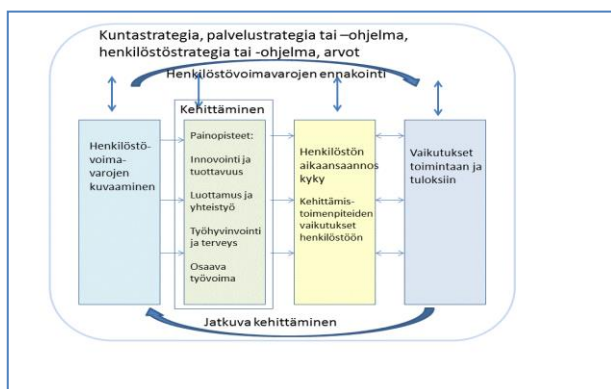 Kuntastrategia, palvelustrategia tai –ohjelma,
henkilöstöstrategia tai -ohjelma, arvot
Henkilöstövoimavarojen ennakointi
Kehittäminen
Henkilöstö-
voima-
varojen
kuvaaminen
Painopisteet:
Innovointi ja
tuottavuus
Luottamus ja
yhteistyö
Työhyvinvointi
ja terveys
Osaava
työvoima
Henkilöstön
aikaansaannos
kyky
Kehittämis-
toimenpiteiden
vaikutukset
henkilöstöön
Vaikutukset
toimintaan ja
tuloksiin
Jatkuva kehittäminen